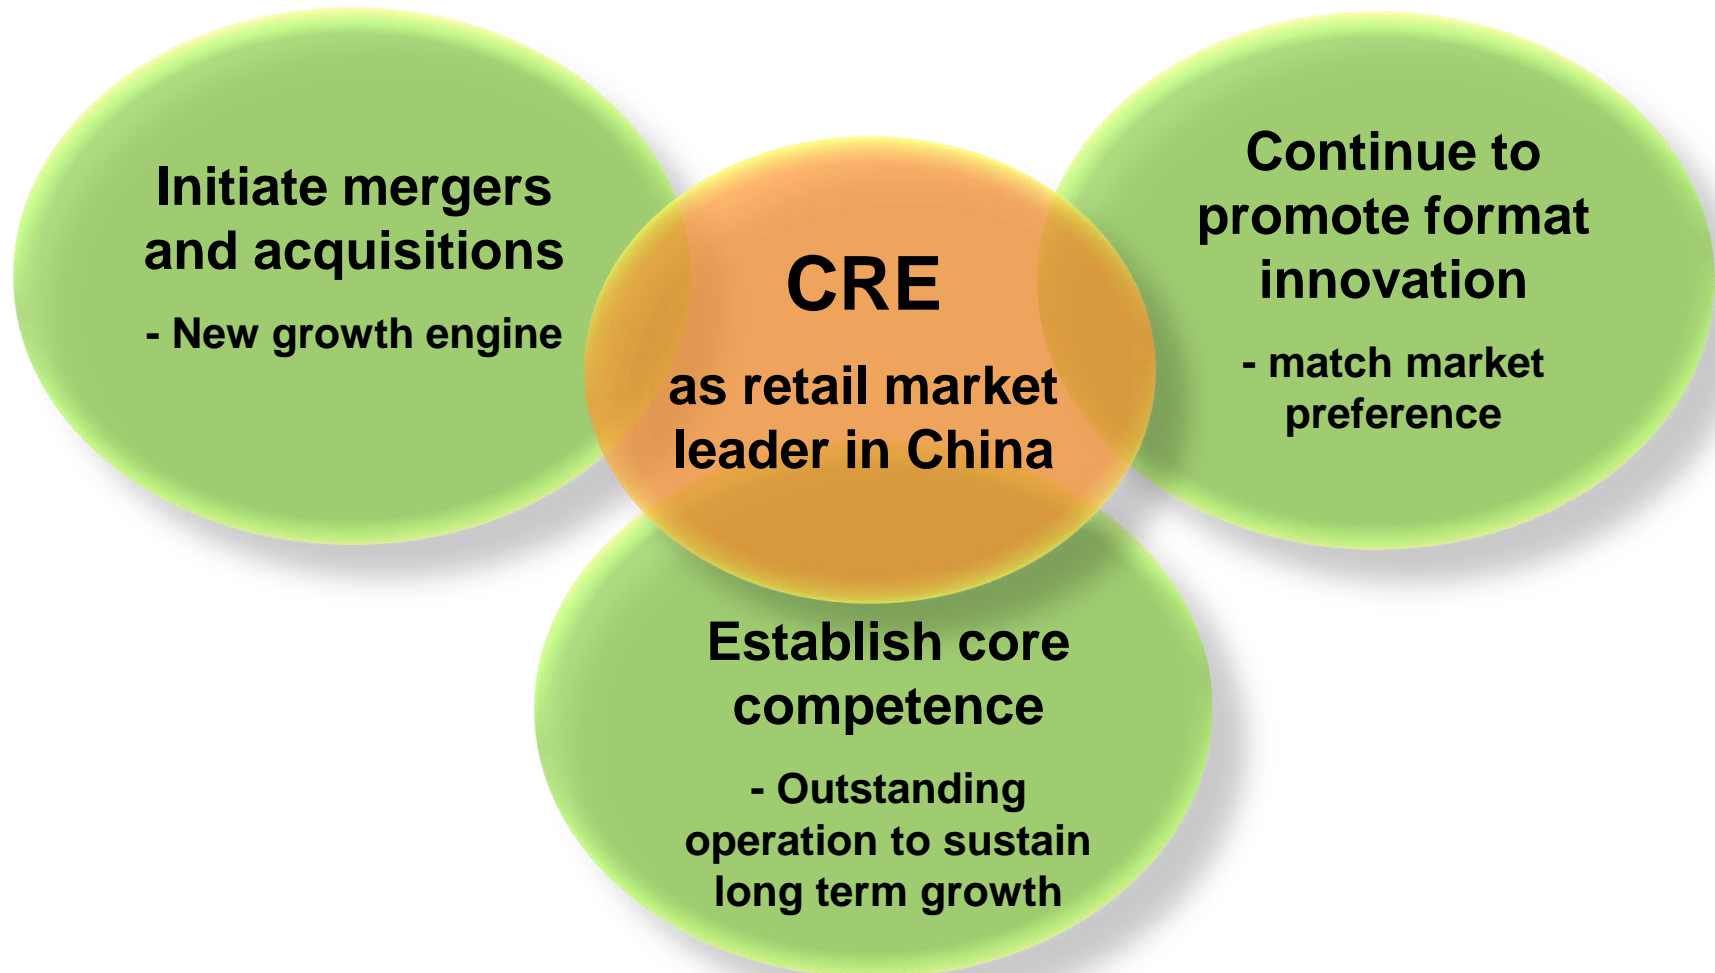 Initiate mergers
and acquisitions
- New growth engine
CRE
as retail market
leader in China
Continue to
promote format
innovation
- match market
preference
Establish core
competence
- Outstanding
operation to sustain
long term growth